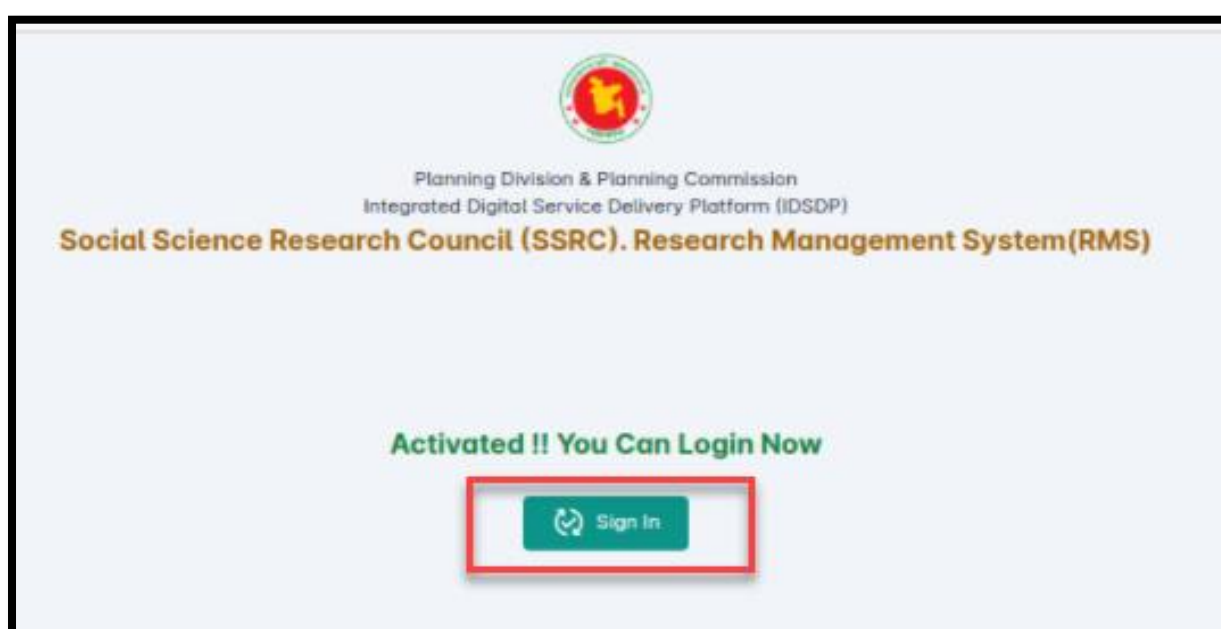 Planning Division & Planning Commission
Integrated Digital Service Delivery Platform (IDSDP)
Social Science Research Council (SSRC). Research Management System(RMS)
Activated !! You Can Login Now
Sign In